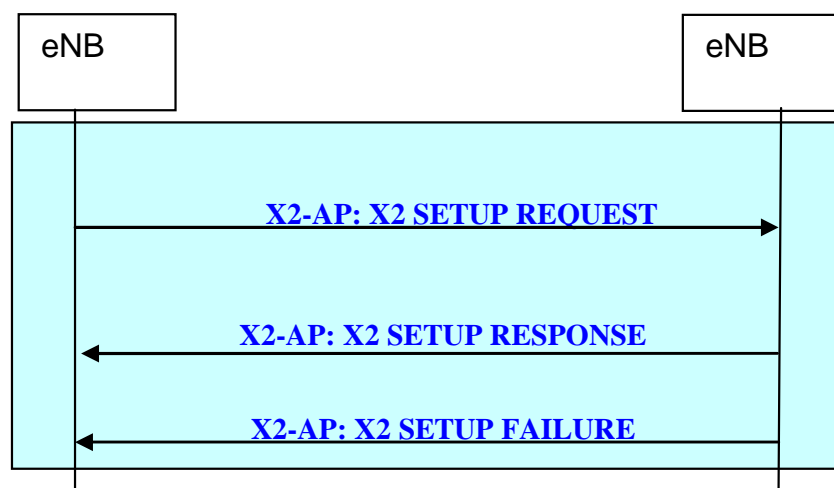 eNB
eNB
X2-AP: X2 SETUP REQUEST
X2-AP: X2 SETUP RESPONSE
X2-AP: X2 SETUP FAILURE